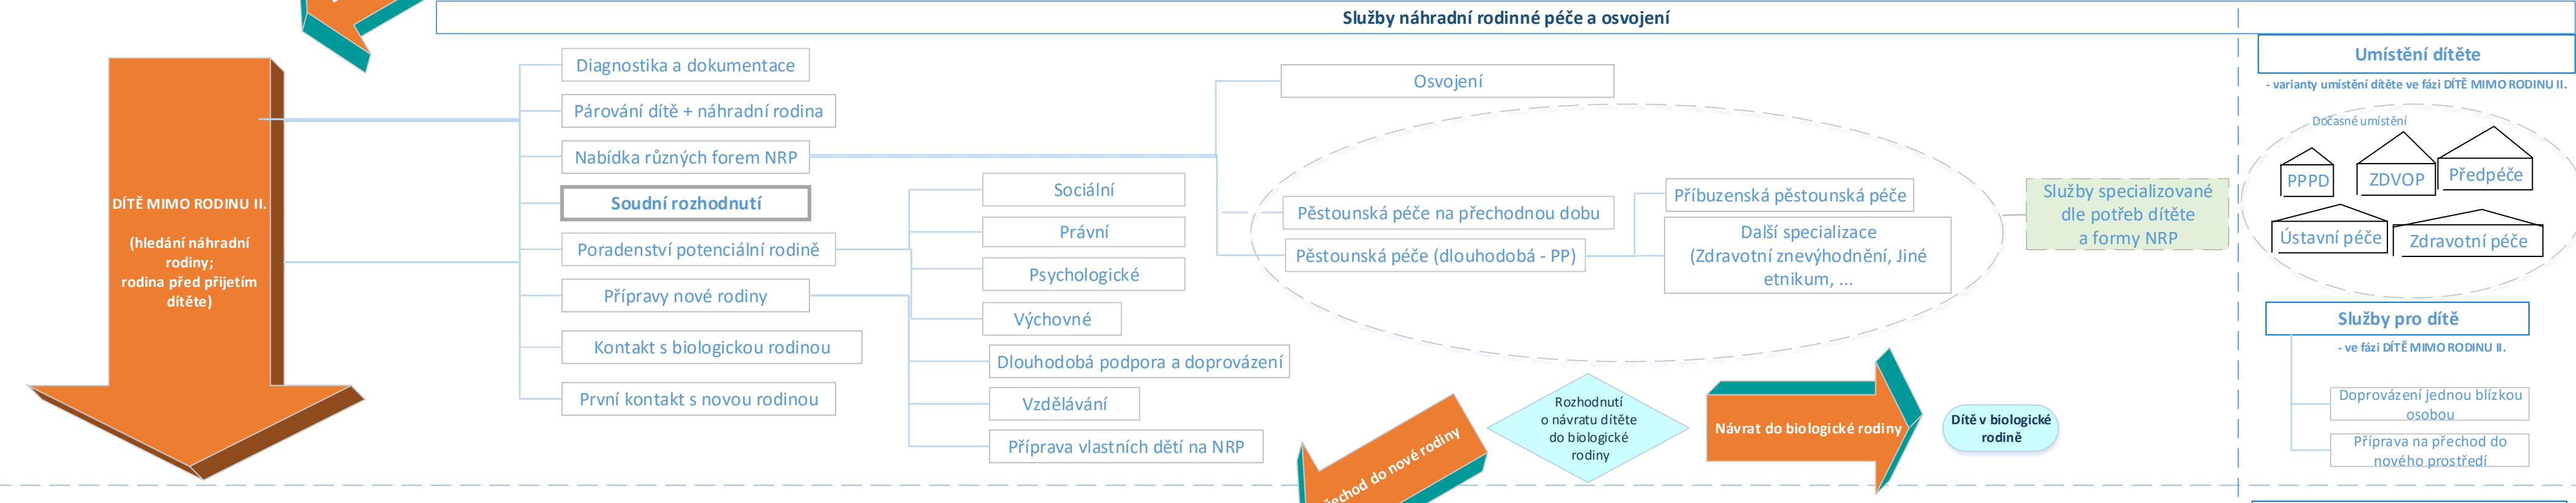 Služby náhradní rodinné péče a osvojení
DÍTĚ MIMO RODINU II.
(hledání náhradní
rodiny;
rodina před přijetím
dítěte)
Diagnostika a dokumentace
Párování dítě + náhradní rodina
Nabídka různých forem NRP
Soudní rozhodnutí
Poradenství potenciální rodině
Přípravy nové rodiny
Kontakt s biologickou rodinou
První kontakt s novou rodinou
Sociální
Právní
Psychologické
Výchovné
Dlouhodobá podpora a doprovázení
Vzdělávání
Příprava vlastních dětí na NRP
Osvojení
Pěstounská péče na přechodnou dobu
Pěstounská péče (dlouhodobá - PP)
Příbuzenská pěstounská péče
Další specializace
(Zdravotní znevýhodnění, Jiné
etnikum, ...
Služby specializované
dle potřeb dítěte
a formy NRP
do nové rodiny
Rozhodnutí
o návratu dítěte
do biologické
rodiny
Návrat do biologické rodiny
Dítě v biologické
rodině
Umístění dítěte
- varianty umístění dítěte ve fázi DÍTĚ MIMO RODINU II.
Dočasné umístění
PPPD
ZDVOP
Předpéče
Ústavní péče
Zdravotní péče
Služby pro dítě
- ve fázi DÍTĚ MIMO RODINU II.
Doprovázení jednou blízkou
osobou
Příprava na přechod do
nového prostředí